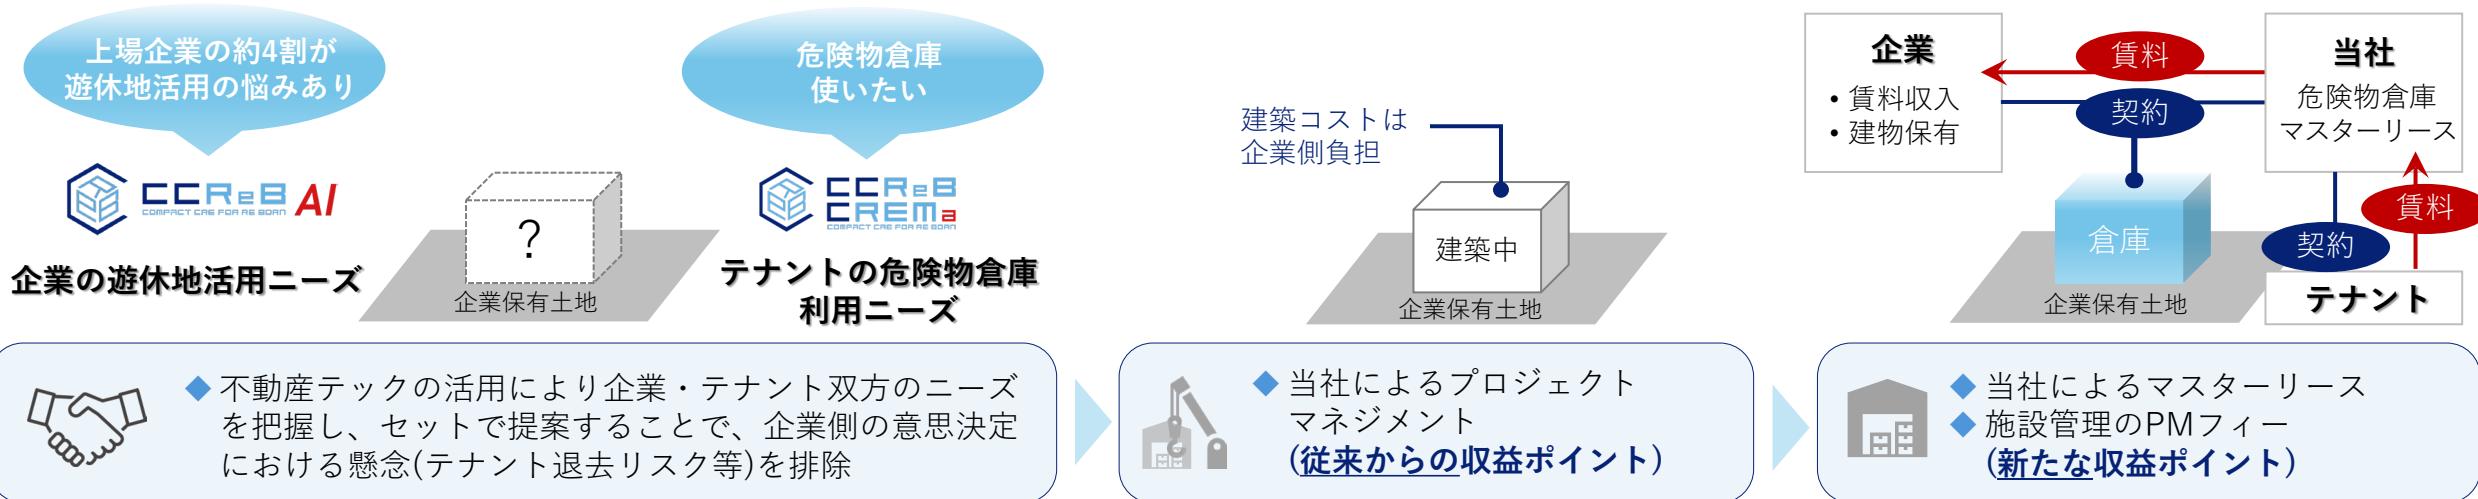 上場企業の約4割が
遊休地活用の悩みあり
CCReB AI
COMPACT CRE FOR RE BORN
企業の遊休地活用ニーズ
?
企業保有土地
危険物倉庫
使いたい
CCReB
CREMa
COMPACT CRE FOR RE BORN
テナントの危険物倉庫
利用ニーズ
◆ 不動産テックの活用により企業・テナント双方のニーズ
を把握し、セットで提案することで、企業側の意思決定
における懸念(テナント退去リスク等)を排除
建築コストは
企業側負担
建築中
企業保有土地
◆ 当社によるプロジェクト
マネジメント
(従来からの収益ポイント)
企業
• 賃料収入
• 建物保有
賃料
契約
当社
危険物倉庫
マスターリース
倉庫
企業保有土地
契約
賃料
テナント
◆ 当社によるマスターリース
◆ 施設管理のPMフィー
(新たな収益ポイント)